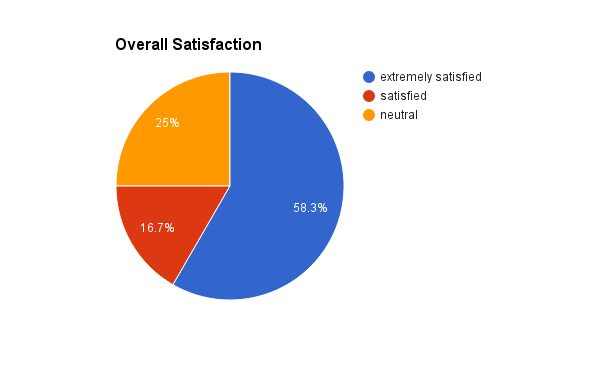 Overall Satisfaction
extremely satisfied
satisfied
neutral
25%
58.3%
16.7%